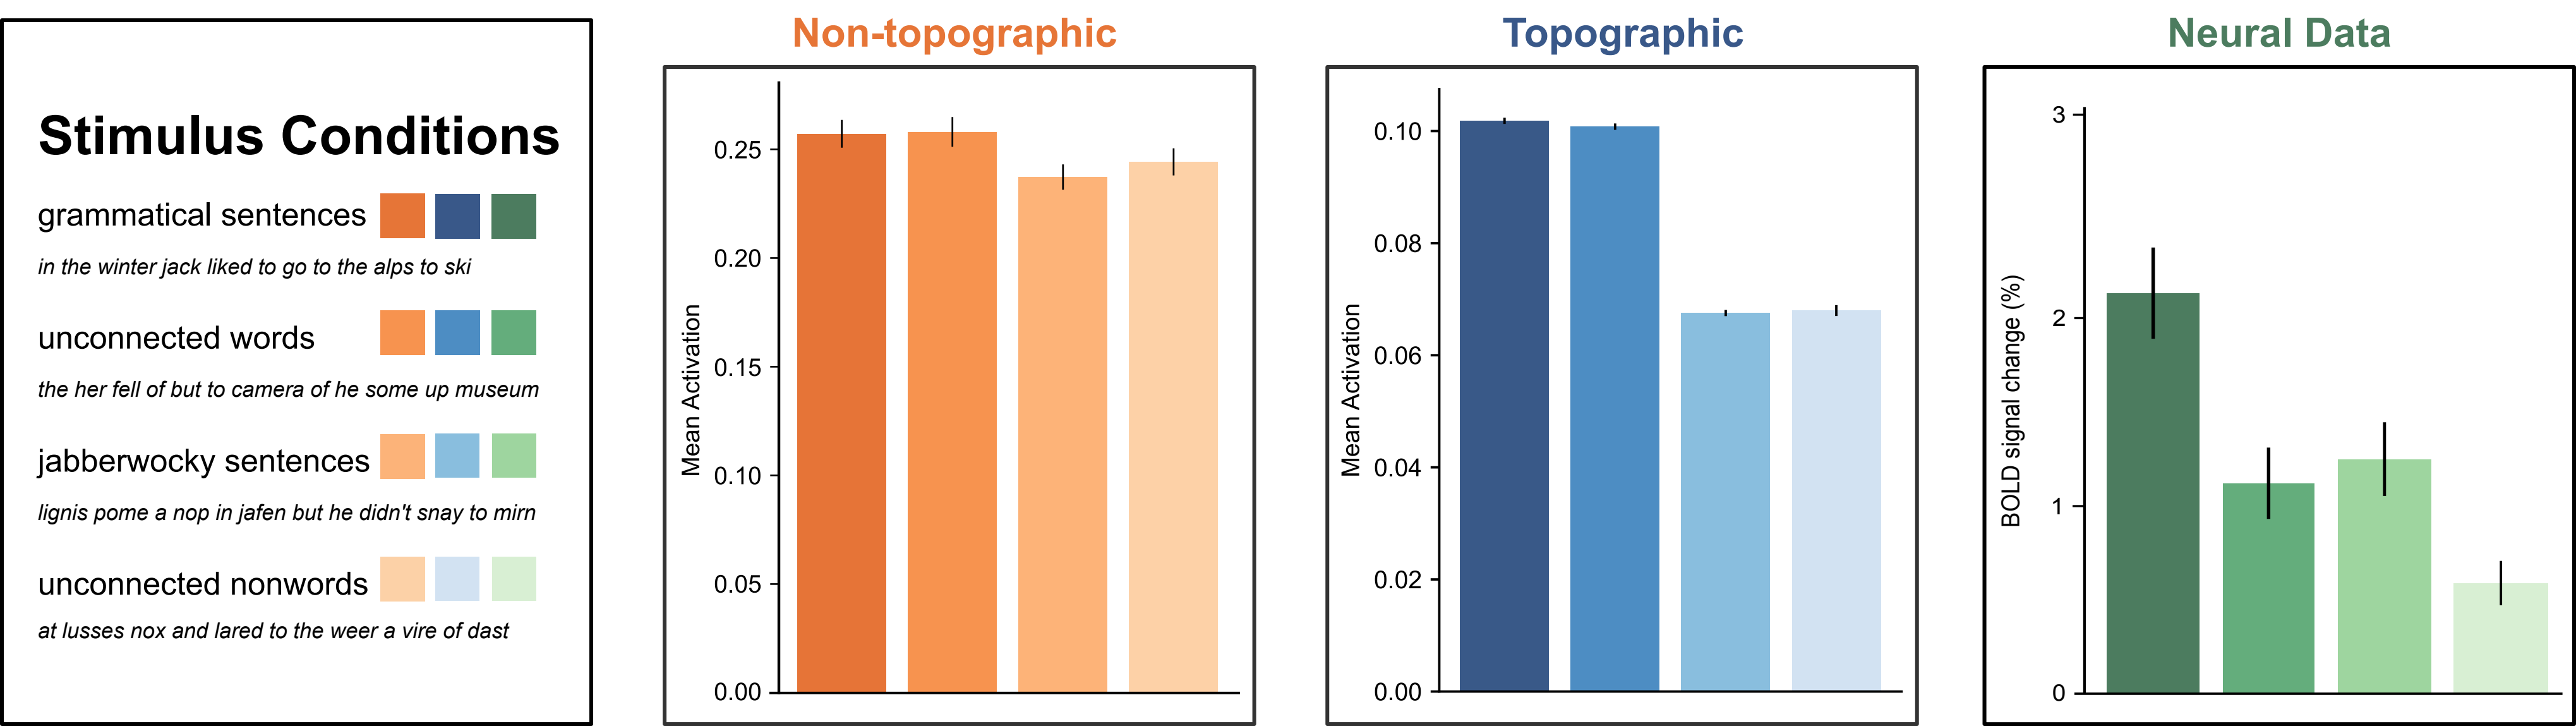 Stimulus Conditions
grammatical sentences
in the winter jack liked to go to the alps to ski
unconnected words
the her fell of but to camera of he some up museum
jabberwocky sentences
lignis pome a nop in jafen but he didn't snay to mirn
unconnected nonwords
at lusses nox and lared to the weer a vire of dast
Non-topographic
Mean Activation
0.25
0.20
0.15
0.10
0.05
0.00
Topographic
Mean Activation
0.10
0.08
0.06
0.04
0.02
0.00
Neural Data
BOLD signal change (%)
3
2
1
0